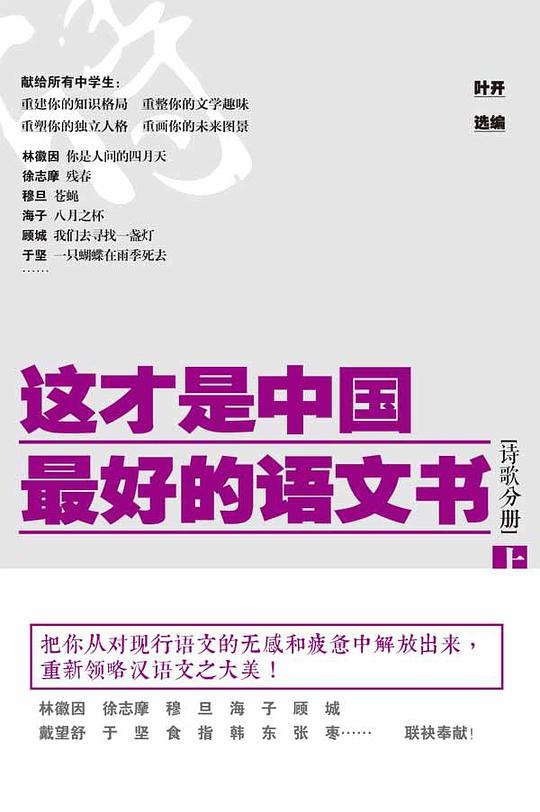 诗
献给所有中学生:
重建你的知识格局 重整你的文学趣味
重塑你的独立人格 重画你的未来图景
叶开
选编
林徽因 你是人间的四月天
徐志摩 残春
穆旦 苍蝇
海子 八月之杯
顾城 我们去寻找一盏灯
于坚 一只蝴蝶在雨季死去
……
这才是中国
最好的语文书
[诗歌分册]
上
把你从对现行语文的无感和疲惫中解放出来，
重新领略汉语文之大美！
林徽因 徐志摩 穆 旦 海 子 顾 城
戴望舒 于 坚 食 指 韩 东 张 枣…… 联袂奉献!